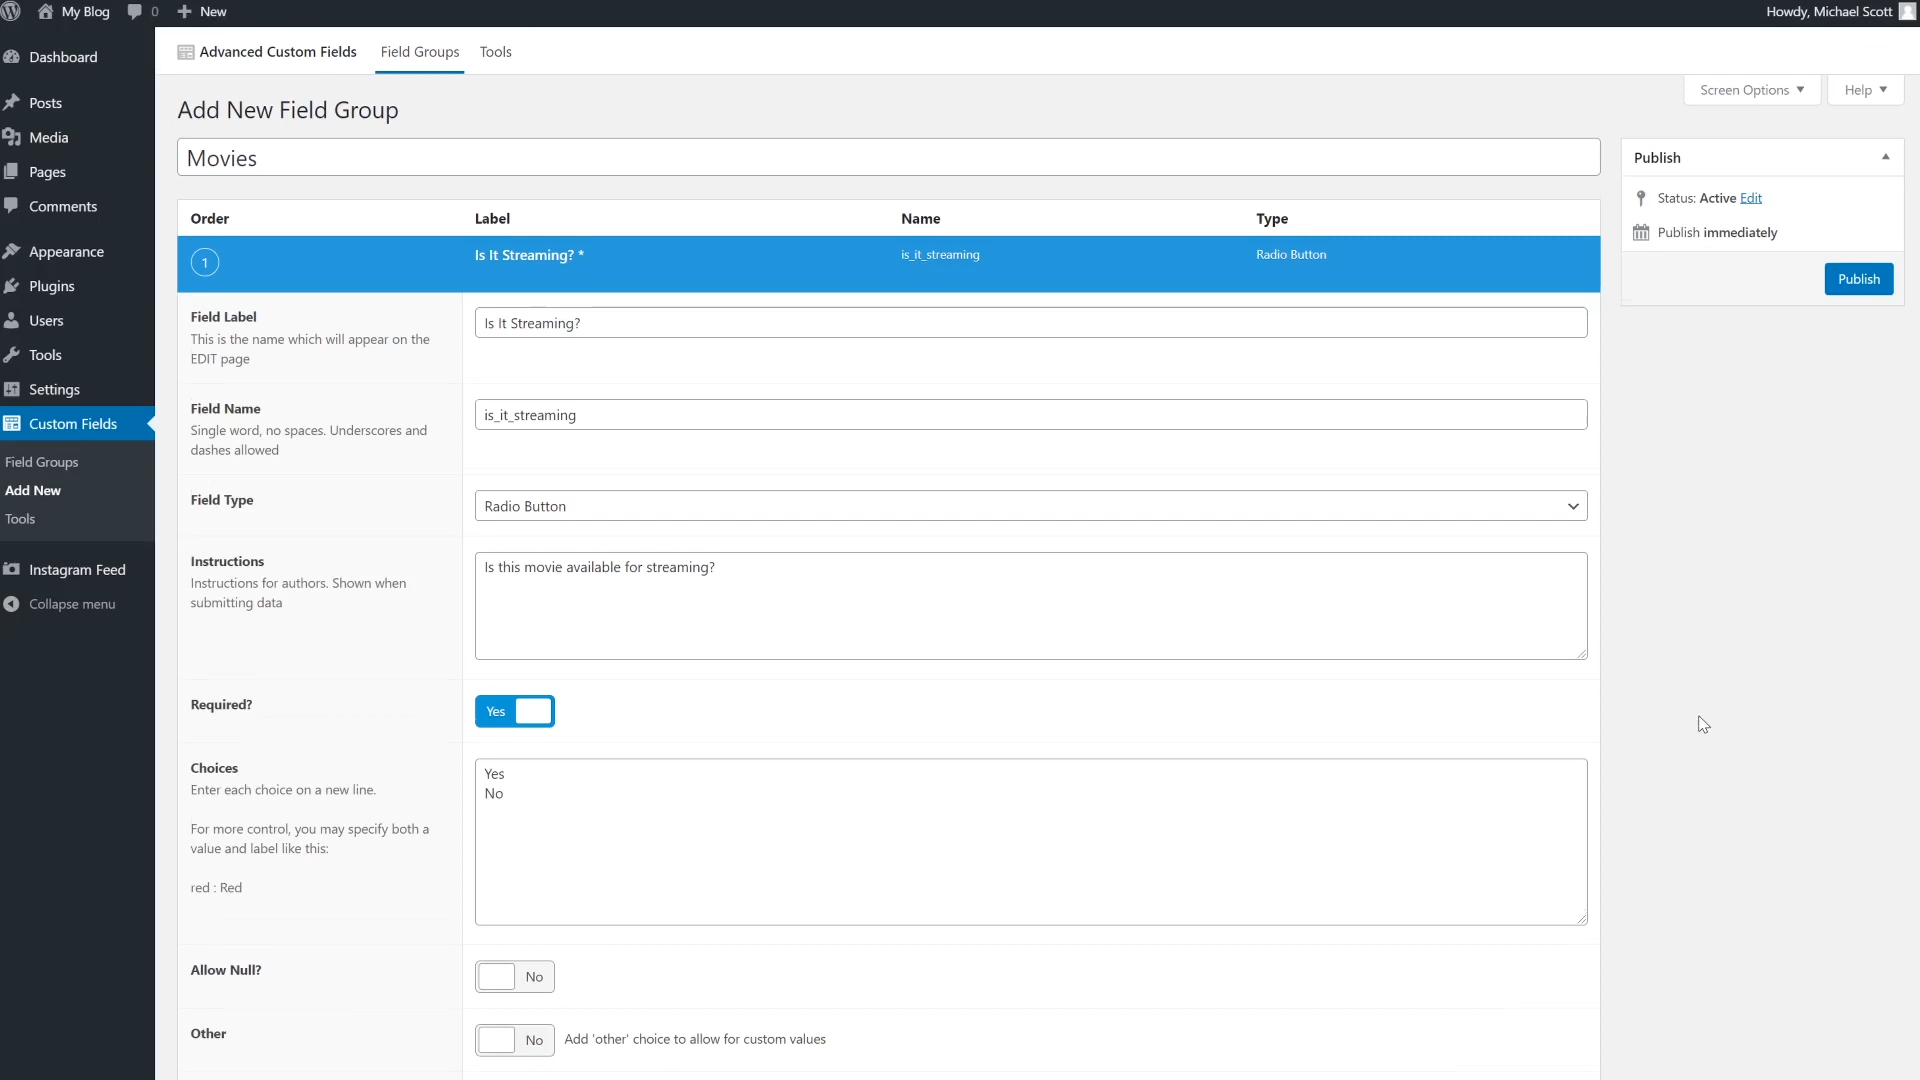 My Blog
0
New
Howdy, Michael Scott
Dashboard
Posts
Media
Pages
Comments
Appearance
Plugins
Users
Tools
Settings
Custom Fields
Field Groups
Add New
Tools
Instagram Feed
Collapse menu
Advanced Custom Fields
Field Groups
Tools
Screen Options
Help
Add New Field Group
Movies
Order
Label
Name
Type
1
Is It Streaming? *
is_it_streaming
Radio Button
Field Label
This is the name which will appear on the
EDIT page
Is It Streaming?
Field Name
Single word, no spaces. Underscores and
dashes allowed
is_it_streaming
Field Type
Radio Button
Instructions
Instructions for authors. Shown when
submitting data
Is this movie available for streaming?
Required?
Yes
Choices
Enter each choice on a new line.
For more control, you may specify both a
value and label like this:
red : Red
Yes
No
Allow Null?
No
Other
No
Add 'other' choice to allow for custom values
Publish
Status: Active Edit
Publish immediately
Publish